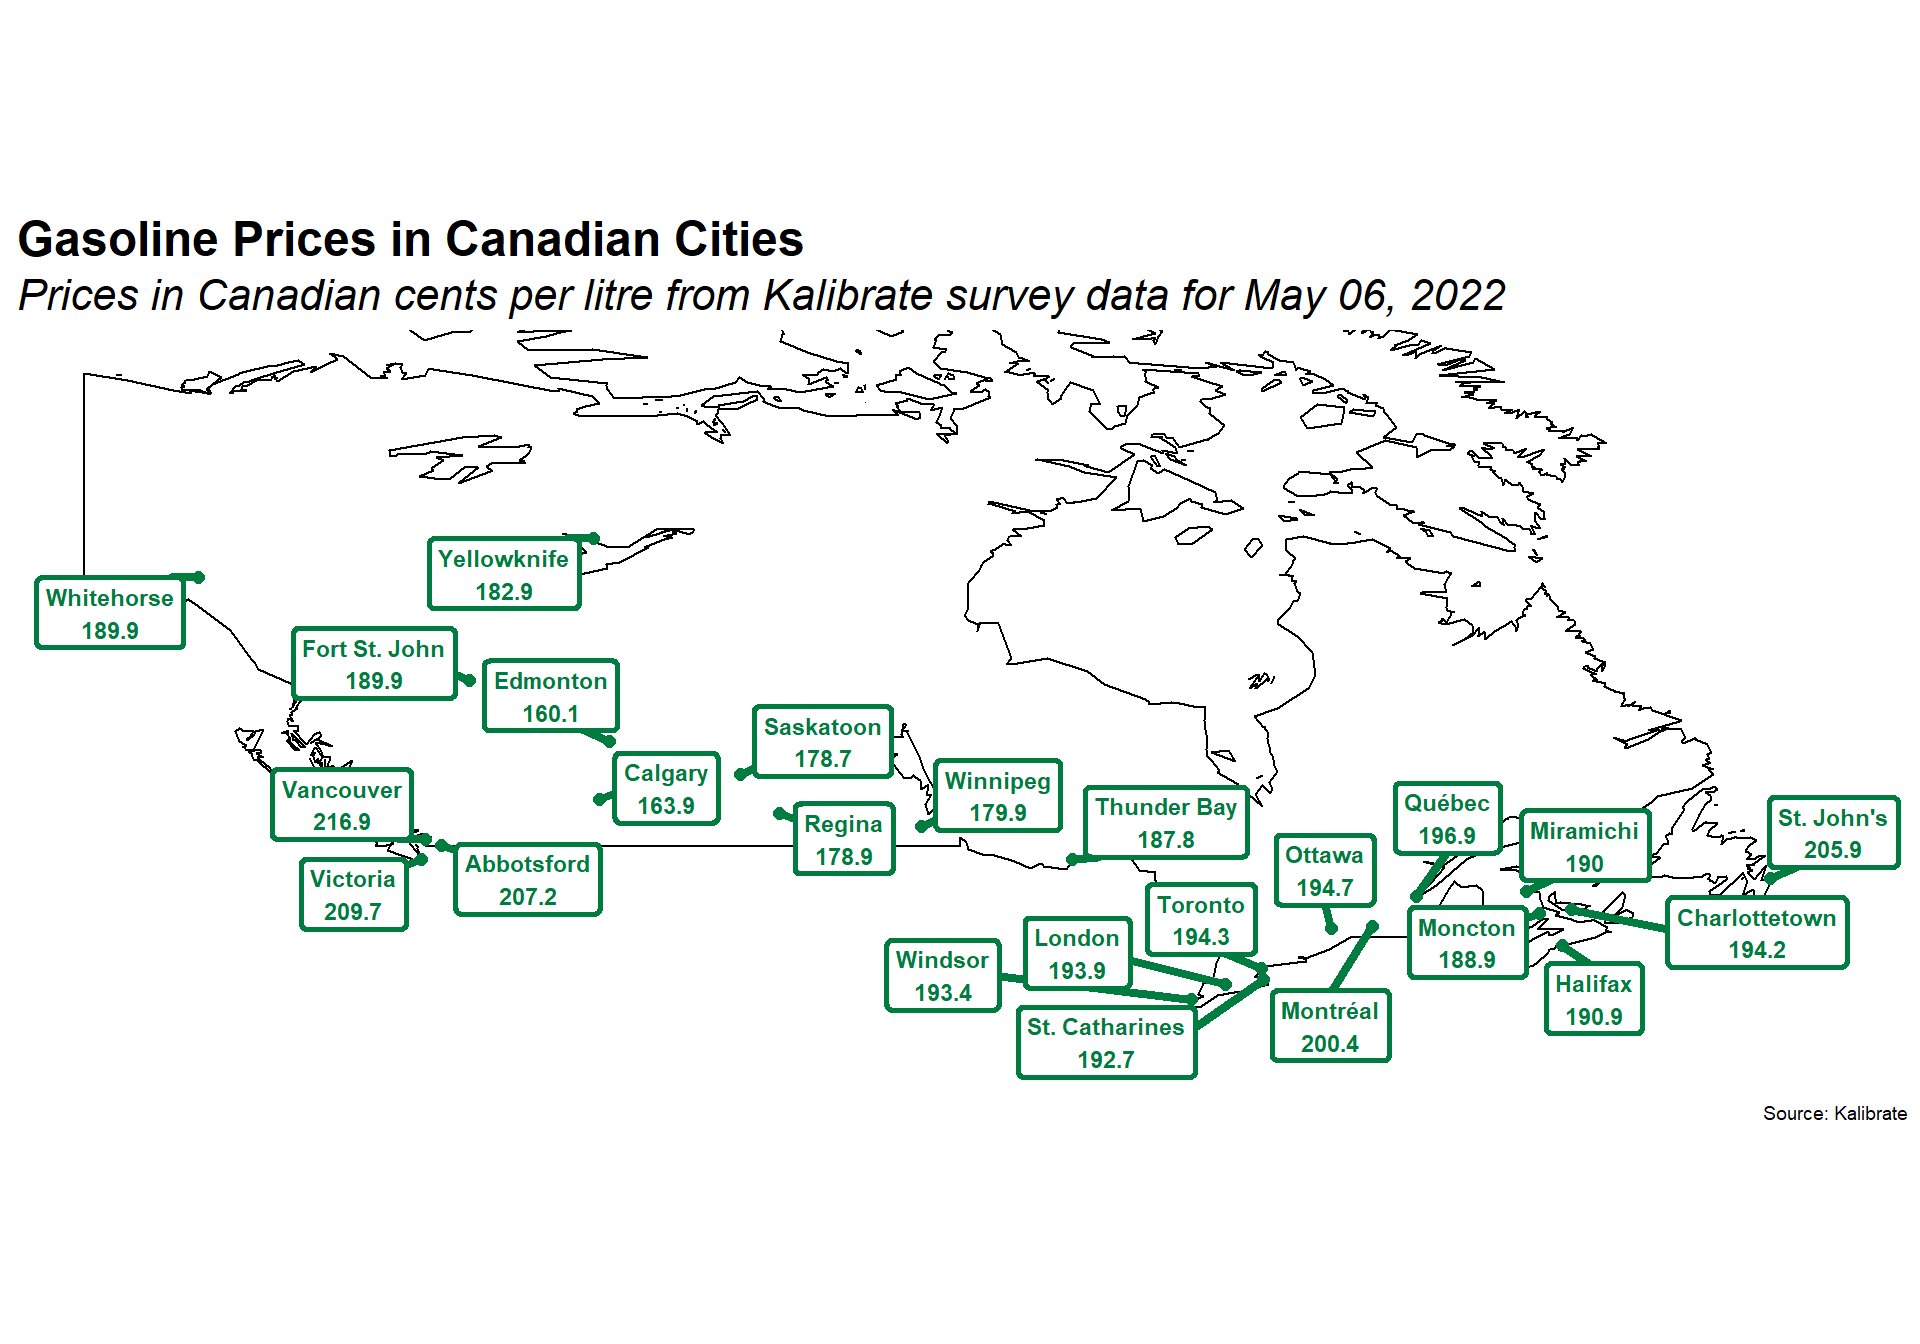 Gasoline Prices in Canadian Cities
Prices in Canadian cents per litre from Kalibrate survey data for May 06, 2022
Yellowknife
182.9
Whitehorse
189.9
Fort St. John
189.9
Edmonton
160.1
Saskatoon
178.7
Calgary
163.9
Winnipeg
179.9
Vancouver
216.9
Thunder Bay
187.8
Québec
196.9
St. John's
205.9
Regina
178.9
Miramichi
190
Ottawa
194.7
Abbotsford
207.2
Victoria
209.7
Toronto
194.3
Moncton
188.9
Charlottetown
194.2
London
193.9
Windsor
193.4
Halifax
190.9
Montréal
200.4
St. Catharines
192.7
Source: Kalibrate